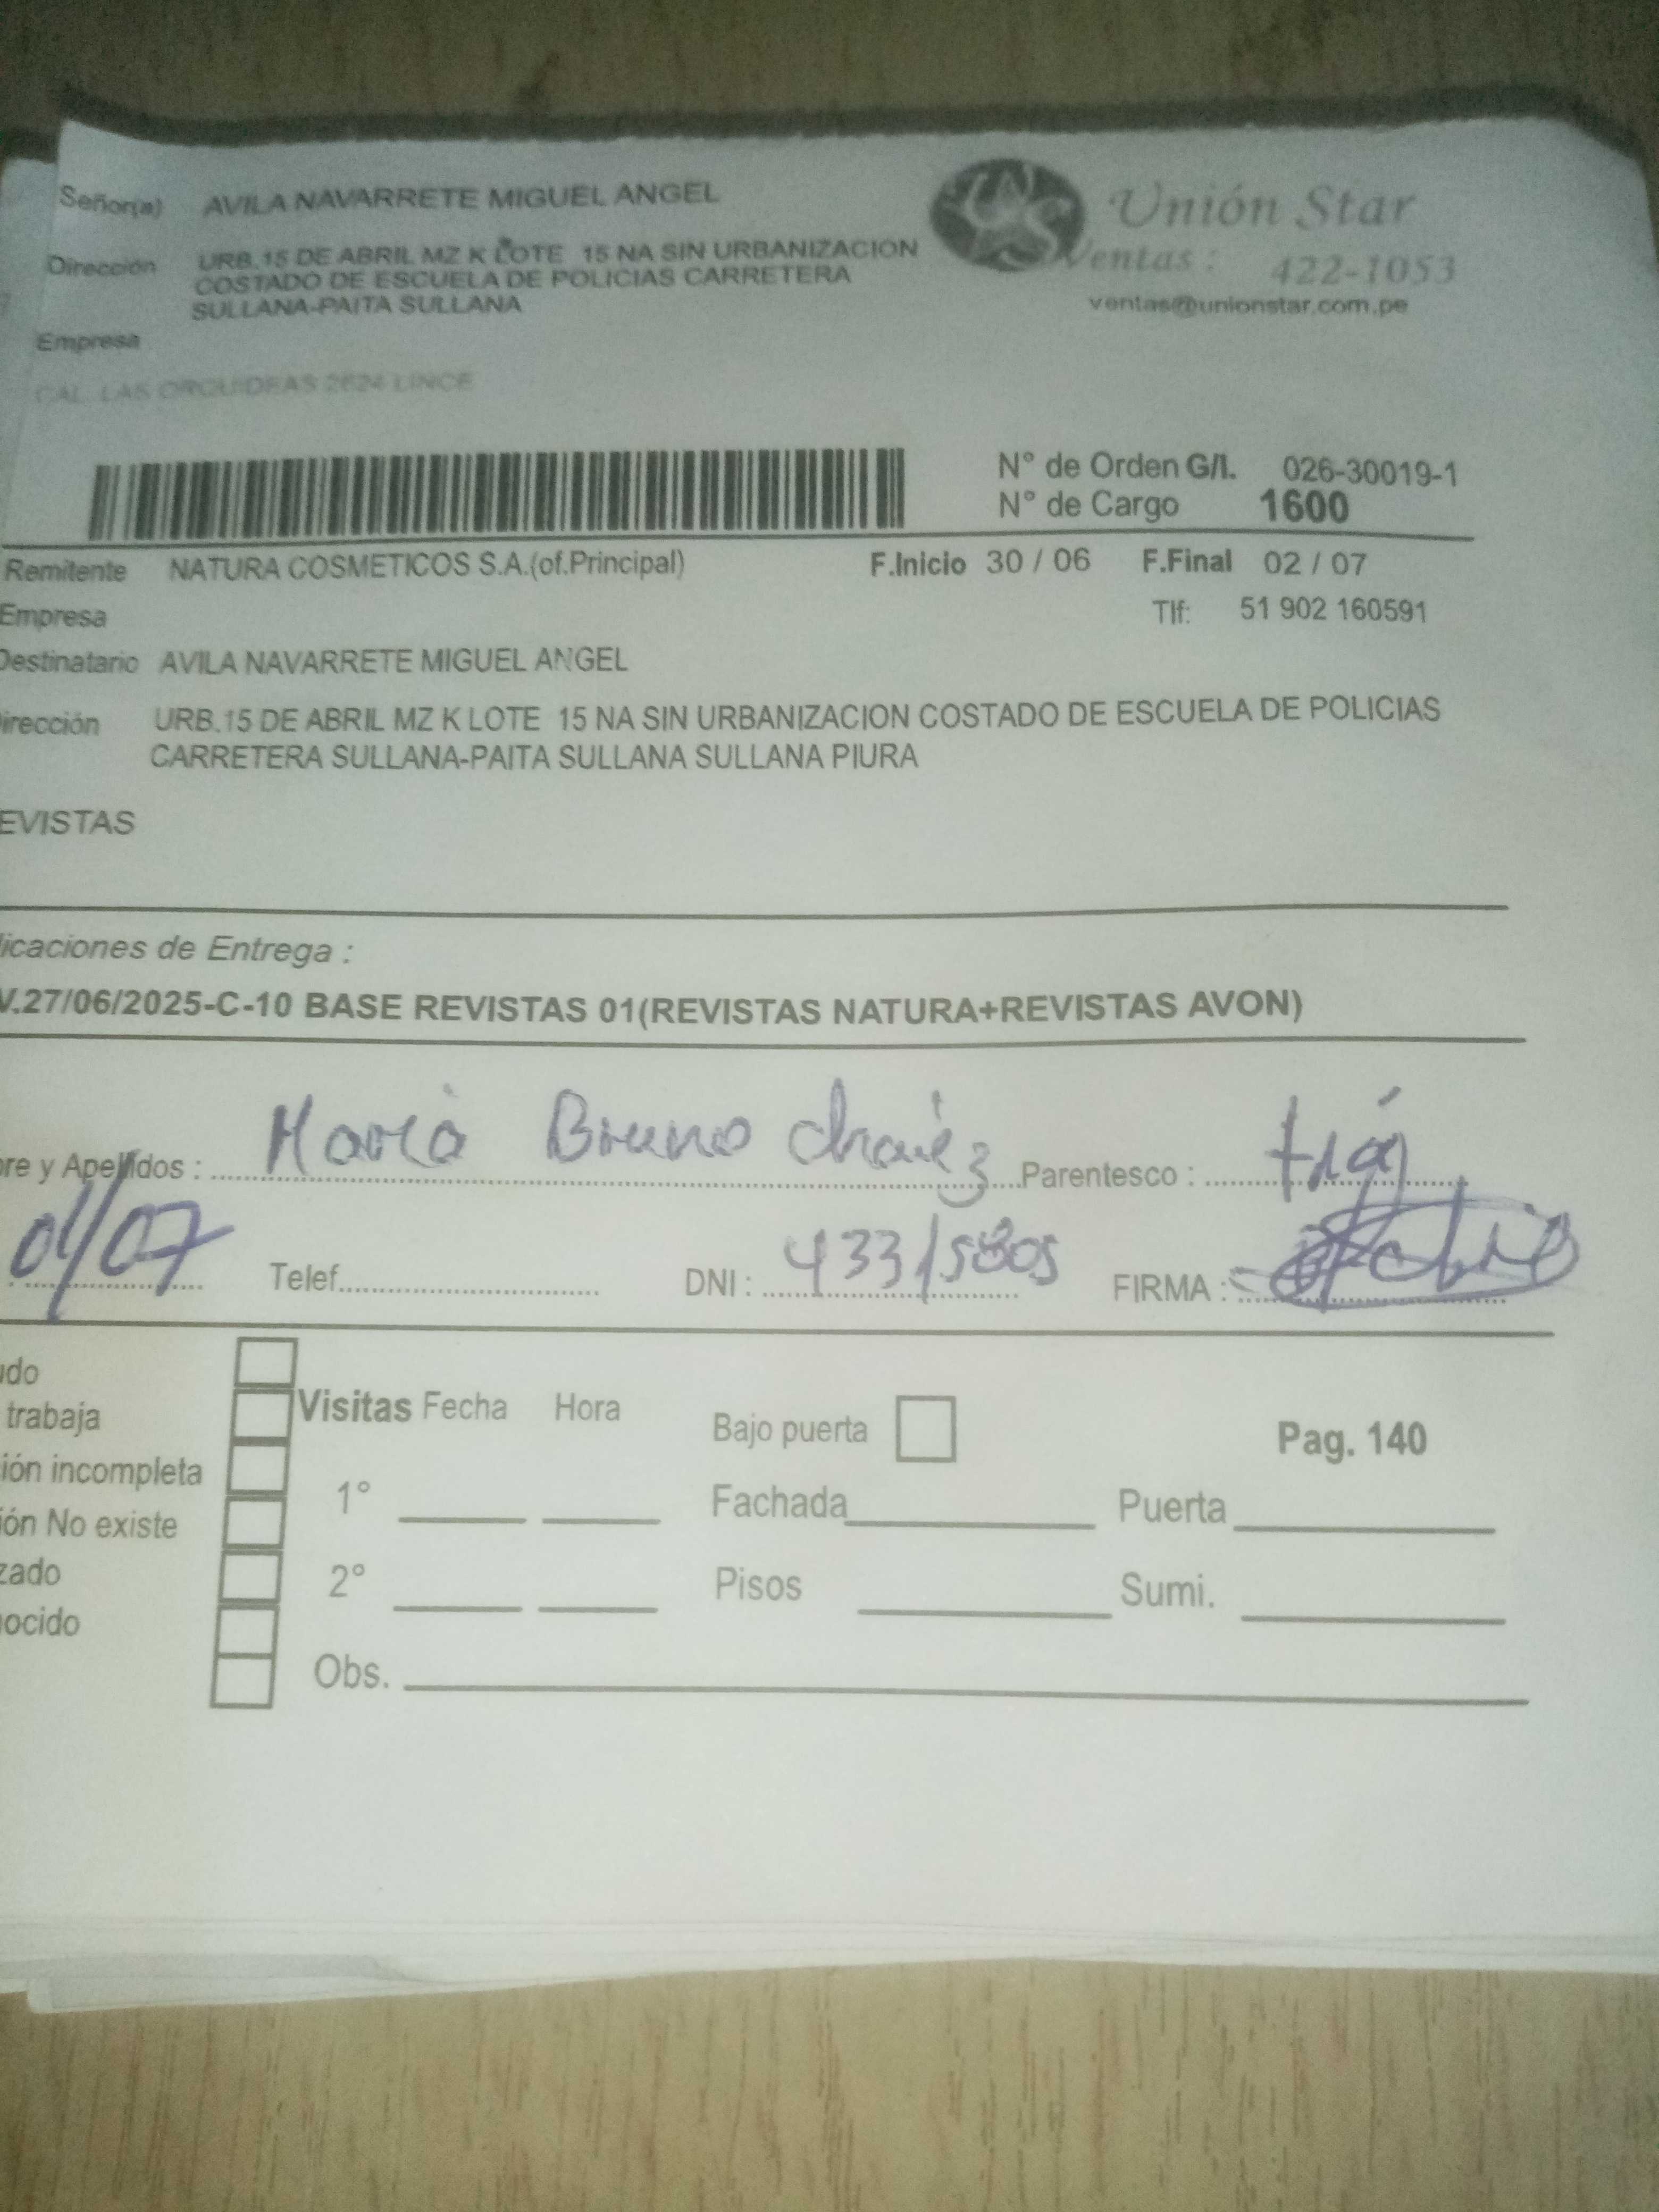 Señor(a) AVILA NAVARRETE MIGUEL ANGEL
Unión Star
Dirección URB.15 DE ABRIL MZ K LOTE 15 NA SIN URBANIZACION
COSTADO DE ESCUELA DE POLICIAS CARRETERA
SULLANA-PAITA SULLANA
Ventas : 422-1053
ventas@unionstar.com.pe
Empresa
CAL. LAS ORQUIDEAS 2624 LINCE
N° de Orden G/I. 026-30019-1
N° de Cargo 1600
Remitente NATURA COSMETICOS S.A.(of.Principal) F.Inicio 30 / 06 F.Final 02 / 07
Empresa Tlf: 51 902 160591
Destinatario AVILA NAVARRETE MIGUEL ANGEL
irección URB.15 DE ABRIL MZ K LOTE 15 NA SIN URBANIZACION COSTADO DE ESCUELA DE POLICIAS
CARRETERA SULLANA-PAITA SULLANA SULLANA PIURA
EVISTAS
licaciones de Entrega :
V.27/06/2025-C-10 BASE REVISTAS 01(REVISTAS NATURA+REVISTAS AVON)
re y Apellidos : María Bruno Chavez Parentesco :
01/07 Telef. DNI : 43315805 FIRMA :
udo
trabaja Visitas Fecha Hora Bajo puerta Pag. 140
ión incompleta
1° Fachada Puerta
ión No existe
zado 2° Pisos Sumi.
ocido
Obs.